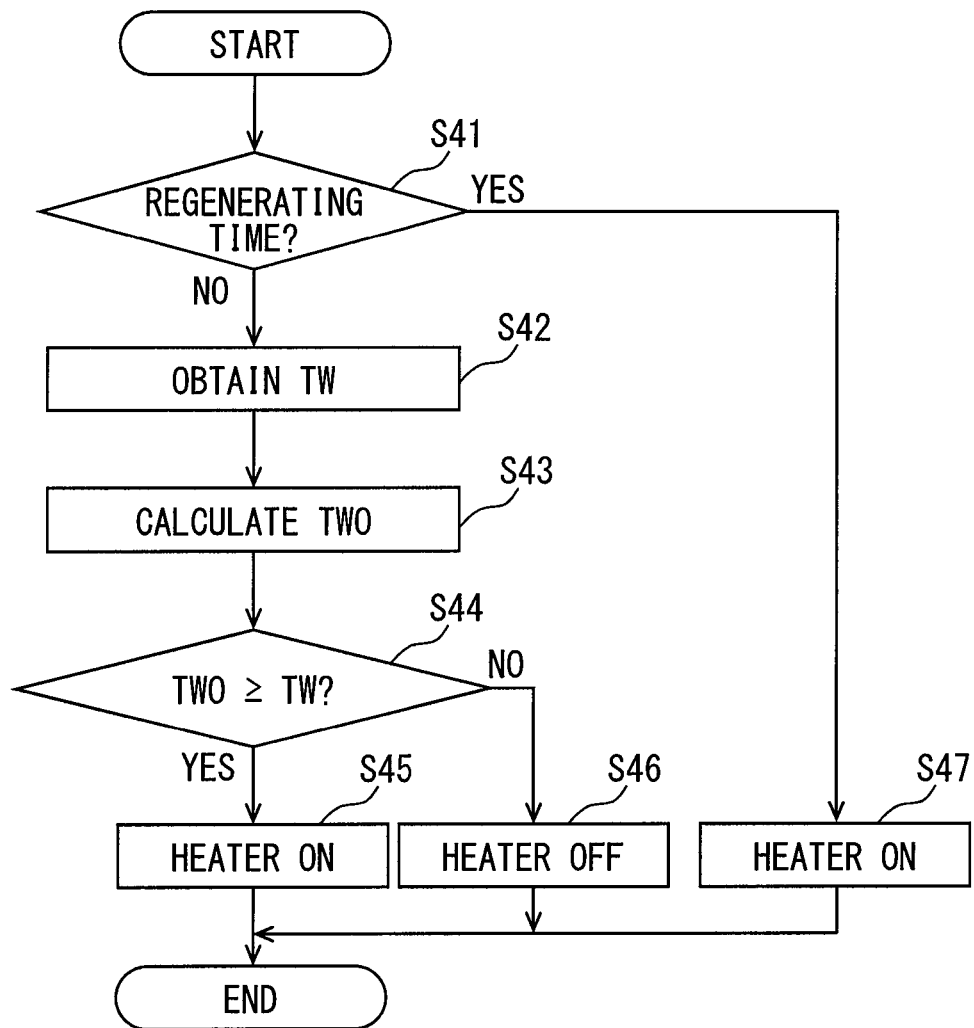 START
S41
REGENERATING
TIME?
YES
NO
S42
OBTAIN TW
S43
CALCULATE TWO
S44
TWO ≥ TW?
NO
YES
S45
S46
S47
HEATER ON
HEATER OFF
HEATER ON
END